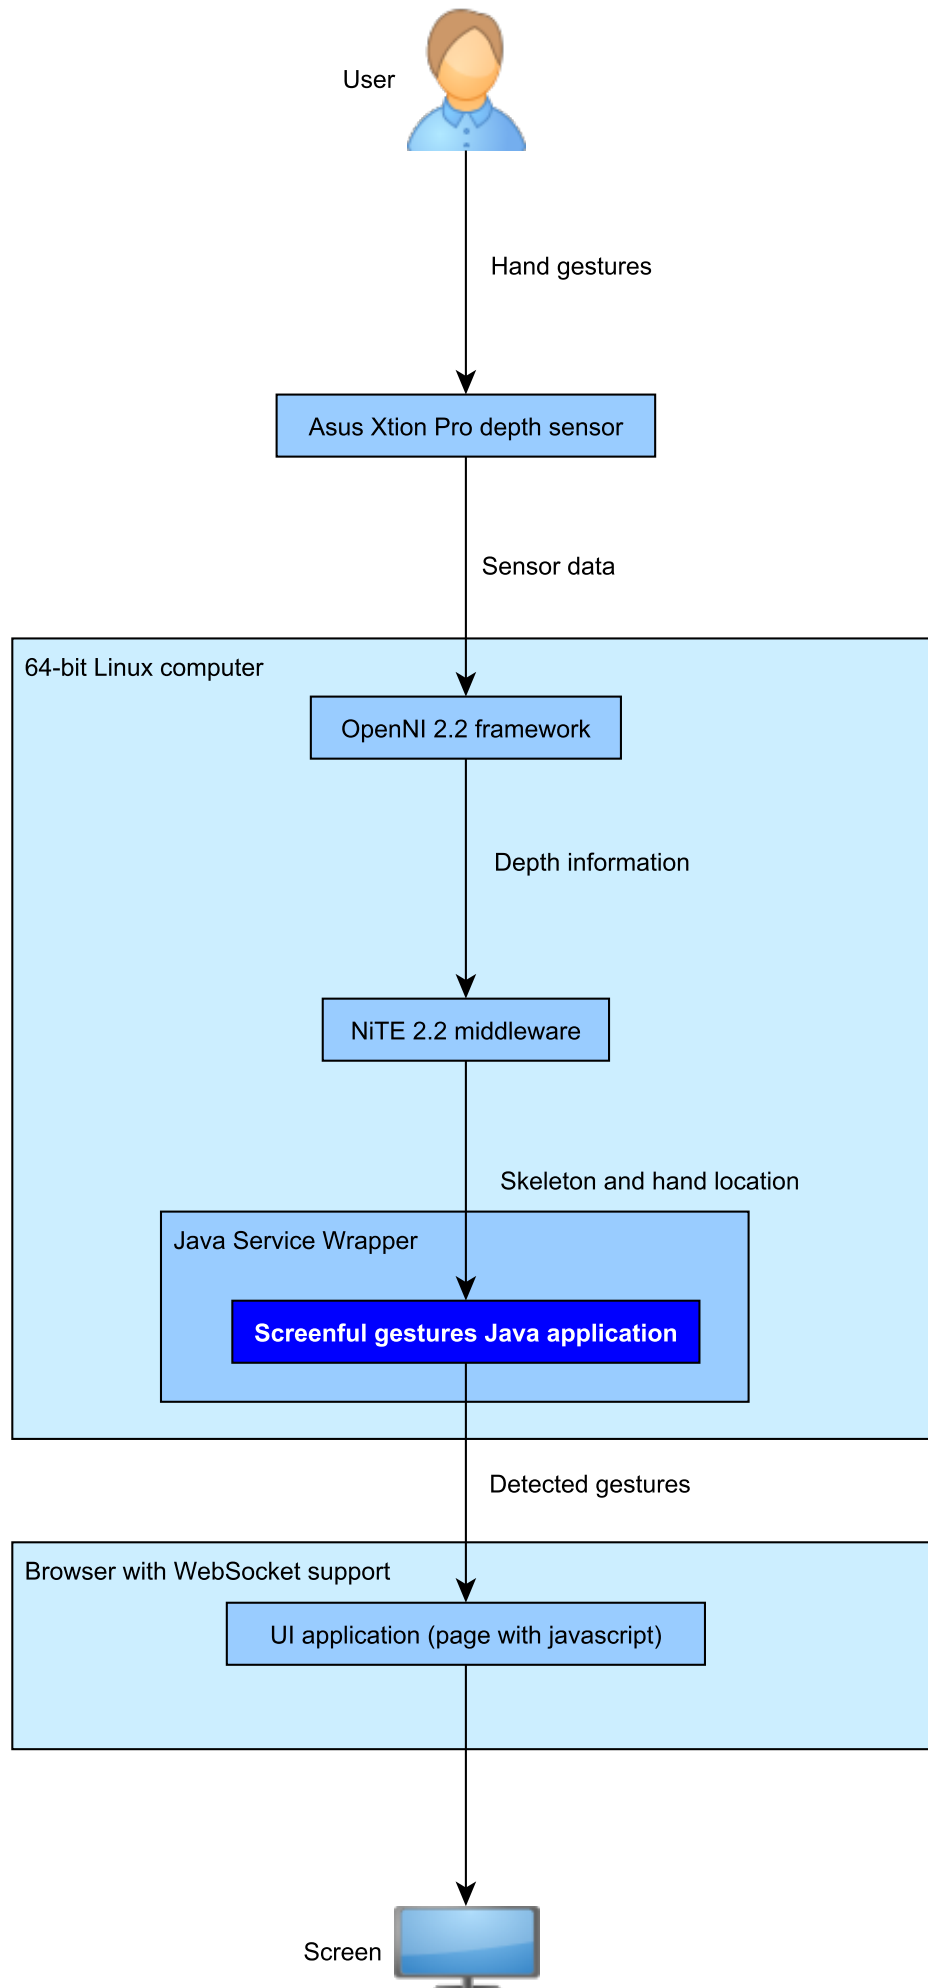 User
Hand gestures
Asus Xtion Pro depth sensor
Sensor data
64-bit Linux computer
OpenNI 2.2 framework
Depth information
NiTE 2.2 middleware
Skeleton and hand location
Java Service Wrapper
Screenful gestures Java application
Detected gestures
Browser with WebSocket support
UI application (page with javascript)
Screen